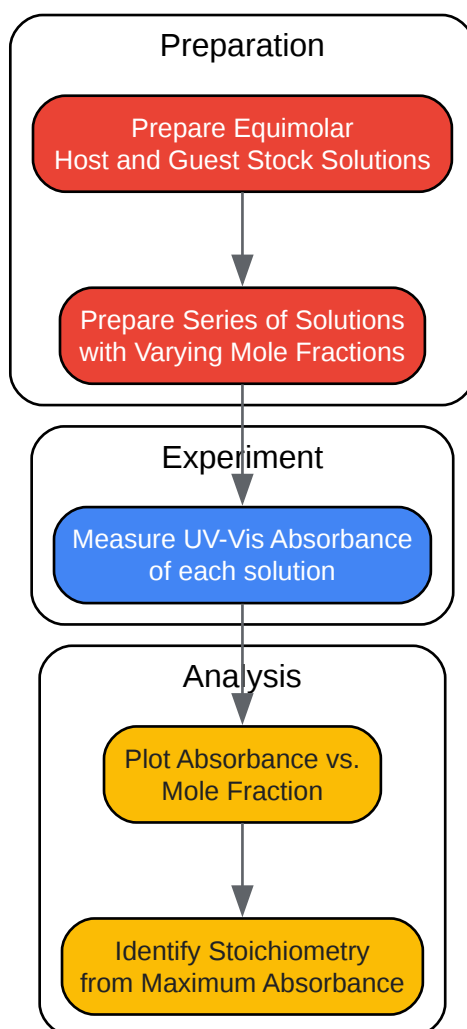 Preparation
Prepare Equimolar
Host and Guest Stock Solutions
Prepare Series of Solutions
with Varying Mole Fractions
Experiment
Measure UV-Vis Absorbance
of each solution
Analysis
Plot Absorbance vs.
Mole Fraction
Identify Stoichiometry
from Maximum Absorbance